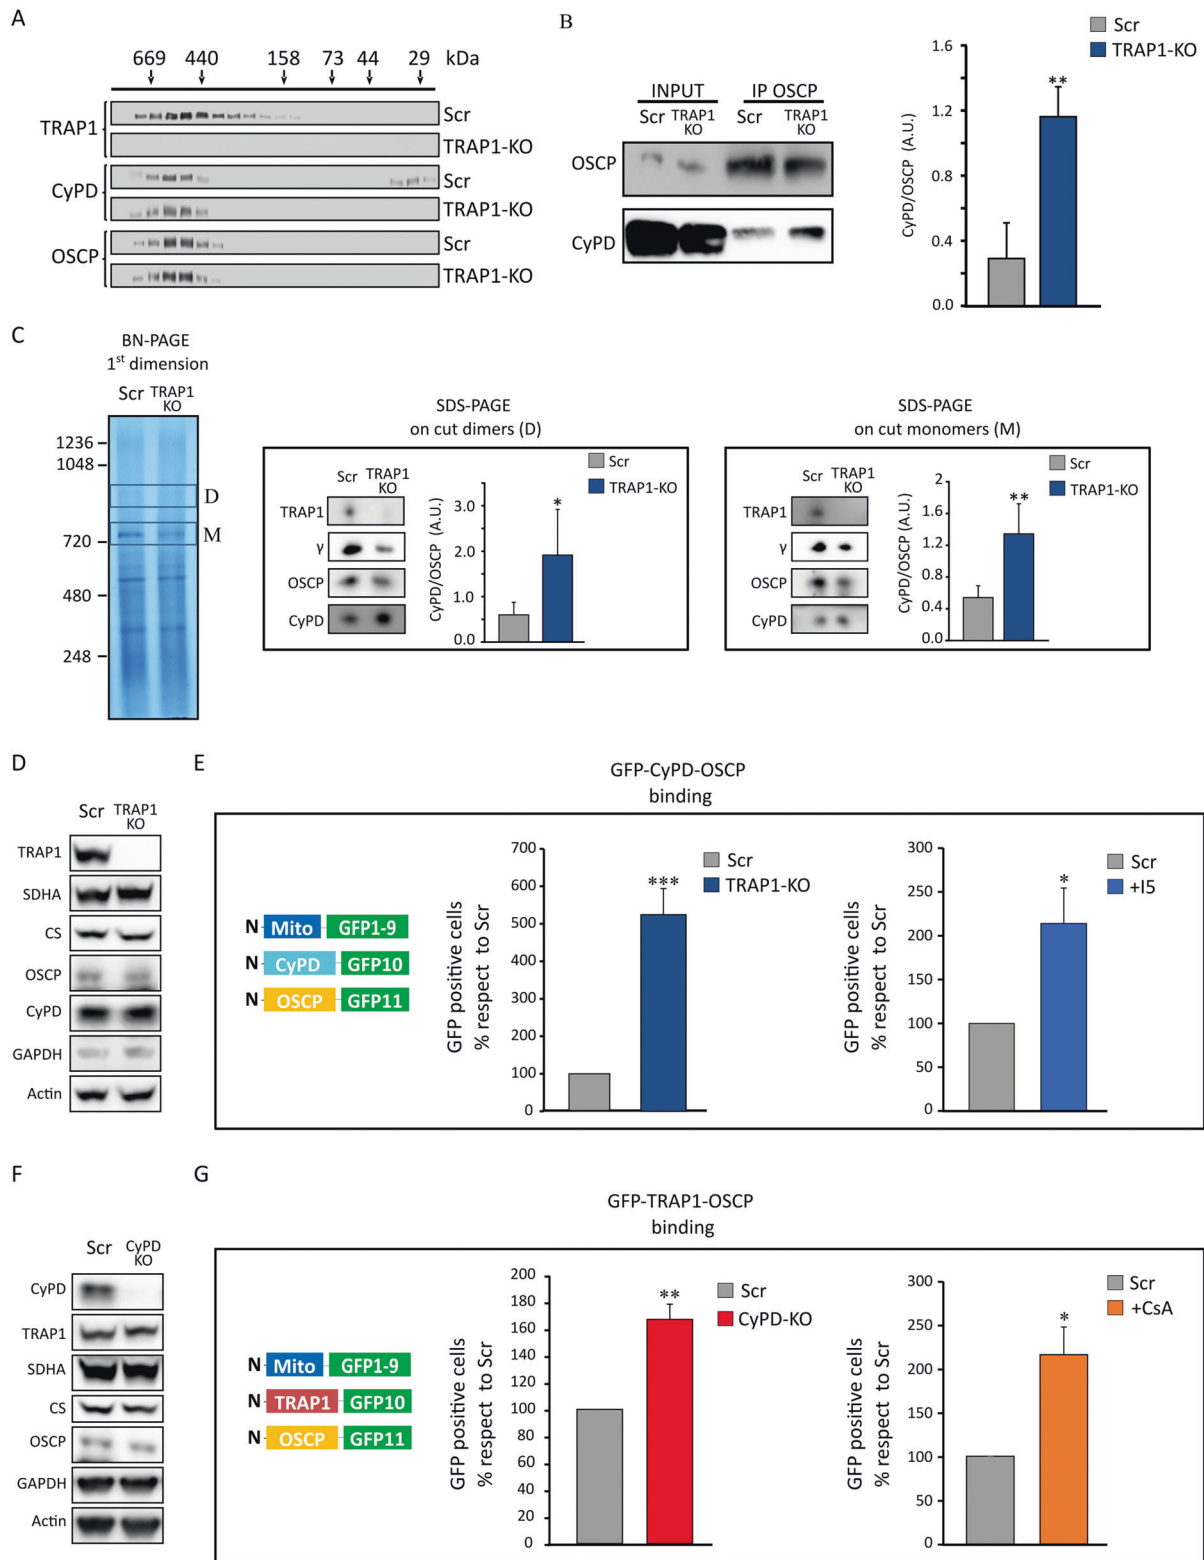 A
669 440 158 73 44 29 kDa
TRAP1
Scr
TRAP1-KO
CyPD
Scr
TRAP1-KO
OSCP
Scr
TRAP1-KO
B
INPUT IP OSCP
Scr TRAP1 KO Scr TRAP1 KO
OSCP
CyPD
Scr
TRAP1-KO
CyPD/OSCP (A.U.)
1.6
1.2
0.8
0.4
0.0
**
C
BN-PAGE
1st dimension
Scr TRAP1 KO
1236
1048
720
480
248
D
M
SDS-PAGE
on cut dimers (D)
Scr TRAP1 KO
TRAP1
γ
OSCP
CyPD
Scr
TRAP1-KO
CyPD/OSCP (A.U.)
3.0
2.0
1.0
0.0
*
SDS-PAGE
on cut monomers (M)
Scr TRAP1 KO
TRAP1
γ
OSCP
CyPD
Scr
TRAP1-KO
CyPD/OSCP (A.U.)
2
1.6
1.2
0.8
0.4
0.0
**
D
Scr TRAP1 KO
TRAP1
SDHA
CS
OSCP
CyPD
GAPDH
Actin
E
GFP-CyPD-OSCP
binding
N Mito GFP1-9
N CyPD GFP10
N OSCP GFP11
GFP positive cells
% respect to Scr
700
600
500
400
300
200
100
0
***
Scr
TRAP1-KO
GFP positive cells
% respect to Scr
300
250
200
150
100
50
0
*
Scr
+I5
F
Scr CyPD KO
CyPD
TRAP1
SDHA
CS
OSCP
GAPDH
Actin
G
GFP-TRAP1-OSCP
binding
N Mito GFP1-9
N TRAP1 GFP10
N OSCP GFP11
GFP positive cells
% respect to Scr
200
180
160
140
120
100
80
60
40
20
0
**
Scr
CyPD-KO
GFP positive cells
% respect to Scr
300
250
200
150
100
50
0
*
Scr
+CsA